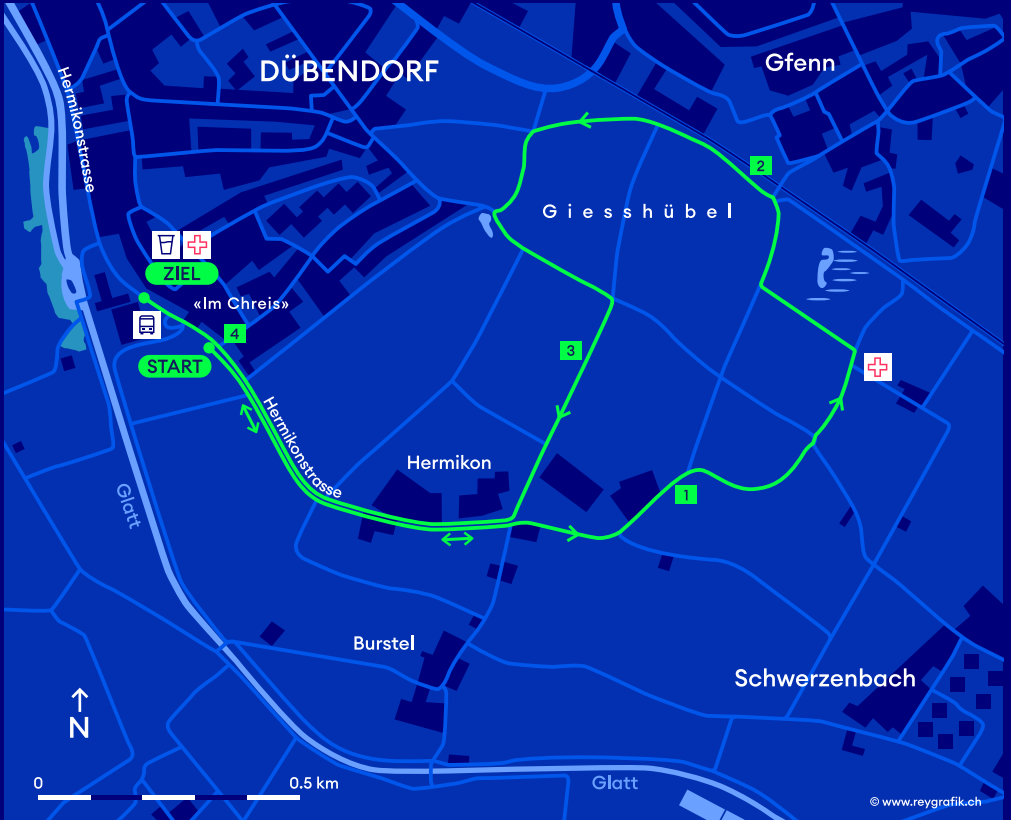 DÜBENDORF
Gfenn
Hermikonstrasse
2
Giesshübel
ZIEL
«Im Chreis»
4
START
3
Hermikonstrasse
Hermikon
1
Glatt
Burstel
Schwerzenbach
N
0 0.5 km
Glatt
© www.reygrafik.ch